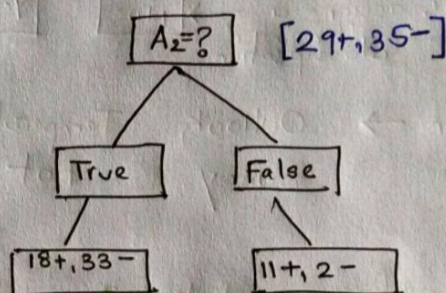 A₂=? [29+, 35-]
True False
18+, 33- 11+, 2-